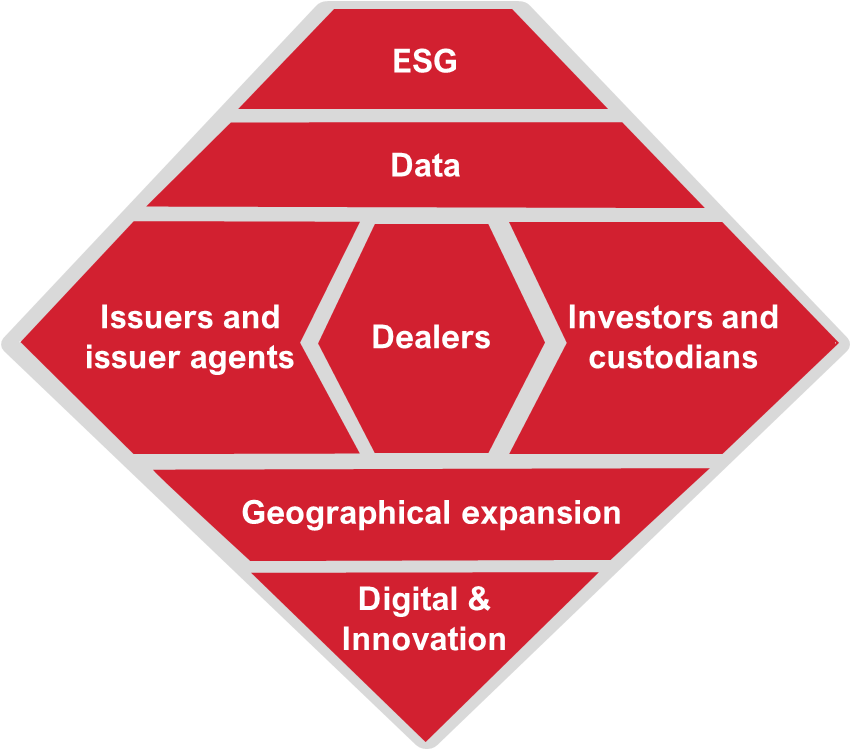 ESG
Data
Issuers and
issuer agents
Dealers
Investors and
custodians
Geographical expansion
Digital &
Innovation